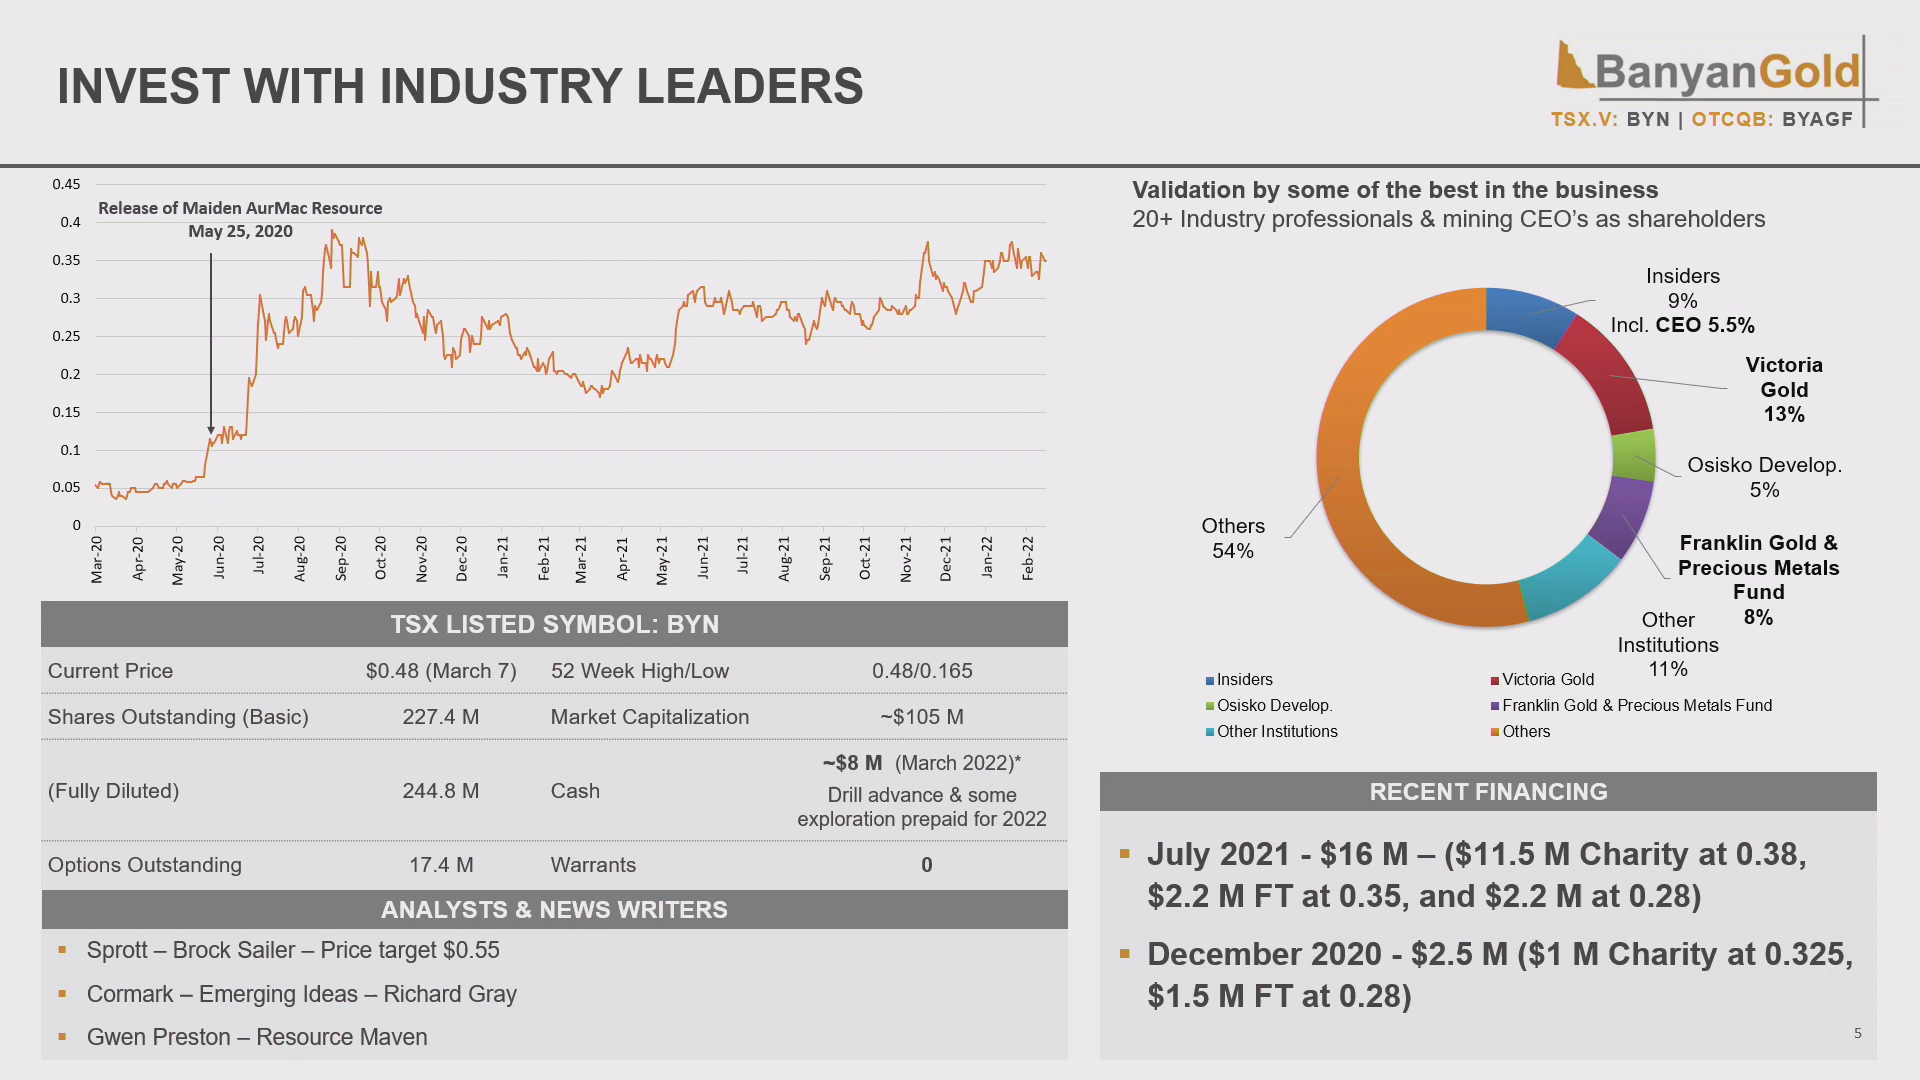 INVEST WITH INDUSTRY LEADERS
BanyanGold
TSX.V: BYN | OTCQB: BYAGF
0.45
0.4
0.35
0.3
0.25
0.2
0.15
0.1
0.05
0
Release of Maiden AurMac Resource
May 25, 2020
Mar-20
Apr-20
May-20
Jun-20
Jul-20
Aug-20
Sep-20
Oct-20
Nov-20
Dec-20
Jan-21
Feb-21
Mar-21
Apr-21
May-21
Jun-21
Jul-21
Aug-21
Sep-21
Oct-21
Nov-21
Dec-21
Jan-22
Feb-22
TSX LISTED SYMBOL: BYN
Current Price $0.48 (March 7) 52 Week High/Low 0.48/0.165
Shares Outstanding (Basic) 227.4 M Market Capitalization ~$105 M
(Fully Diluted) 244.8 M Cash ~$8 M (March 2022)*
Drill advance & some
exploration prepaid for 2022
Options Outstanding 17.4 M Warrants 0
ANALYSTS & NEWS WRITERS
▪ Sprott – Brock Sailer – Price target $0.55
▪ Cormark – Emerging Ideas – Richard Gray
▪ Gwen Preston – Resource Maven
Validation by some of the best in the business
20+ Industry professionals & mining CEO’s as shareholders
Insiders
9%
Incl. CEO 5.5%
Victoria
Gold
13%
Osisko Develop.
5%
Franklin Gold &
Precious Metals
Fund
8%
Other
Institutions
11%
Others
54%
Insiders
Victoria Gold
Osisko Develop.
Franklin Gold & Precious Metals Fund
Other Institutions
Others
RECENT FINANCING
▪ July 2021 - $16 M – ($11.5 M Charity at 0.38,
$2.2 M FT at 0.35, and $2.2 M at 0.28)
▪ December 2020 - $2.5 M ($1 M Charity at 0.325,
$1.5 M FT at 0.28)
5